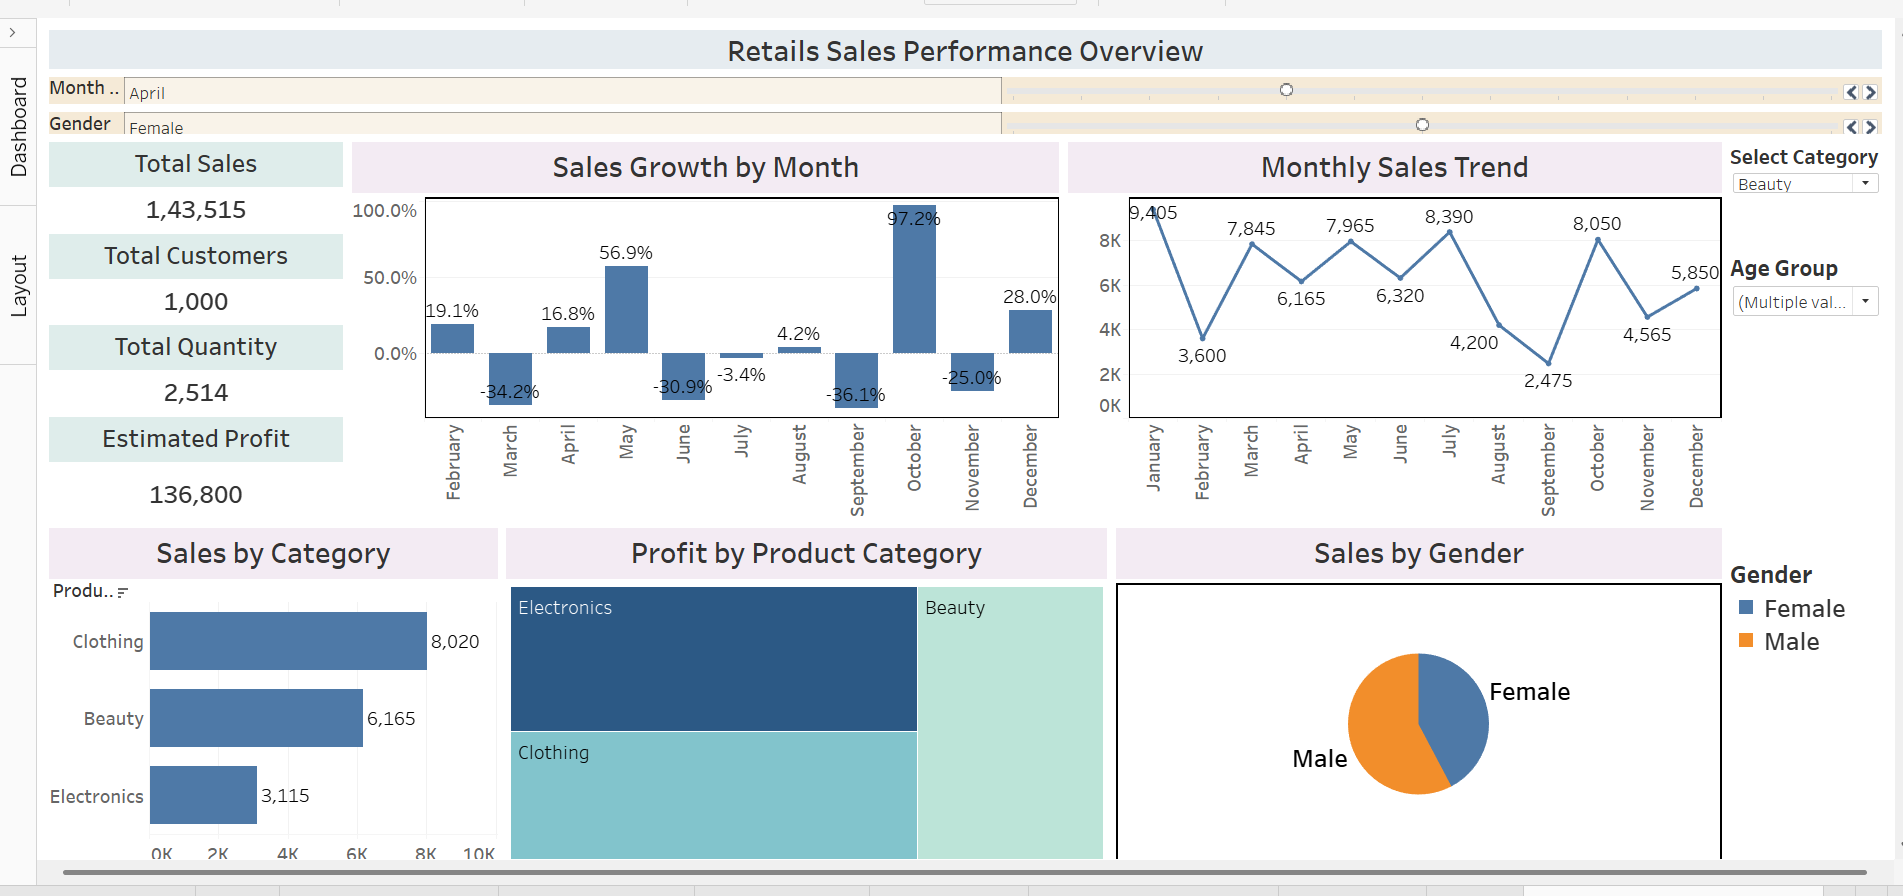 Retails Sales Performance Overview
Dashboard
Layout
Month ..
April
Gender
Female
Total Sales
1,43,515
Total Customers
1,000
Total Quantity
2,514
Estimated Profit
136,800
Sales Growth by Month
100.0%
50.0%
0.0%
19.1%
-34.2%
16.8%
56.9%
-30.9%
-3.4%
4.2%
-36.1%
97.2%
-25.0%
28.0%
February
March
April
May
June
July
August
September
October
November
December
Monthly Sales Trend
8K
6K
4K
2K
0K
9,405
3,600
7,845
6,165
7,965
6,320
8,390
4,200
2,475
8,050
4,565
5,850
January
February
March
April
May
June
July
August
September
October
November
December
Select Category
Beauty
Age Group
(Multiple val...
Sales by Category
Produ..
Clothing
8,020
Beauty
6,165
Electronics
3,115
0K 2K 4K 6K 8K 10K
Profit by Product Category
Electronics
Beauty
Clothing
Sales by Gender
Female
Male
Gender
Female
Male